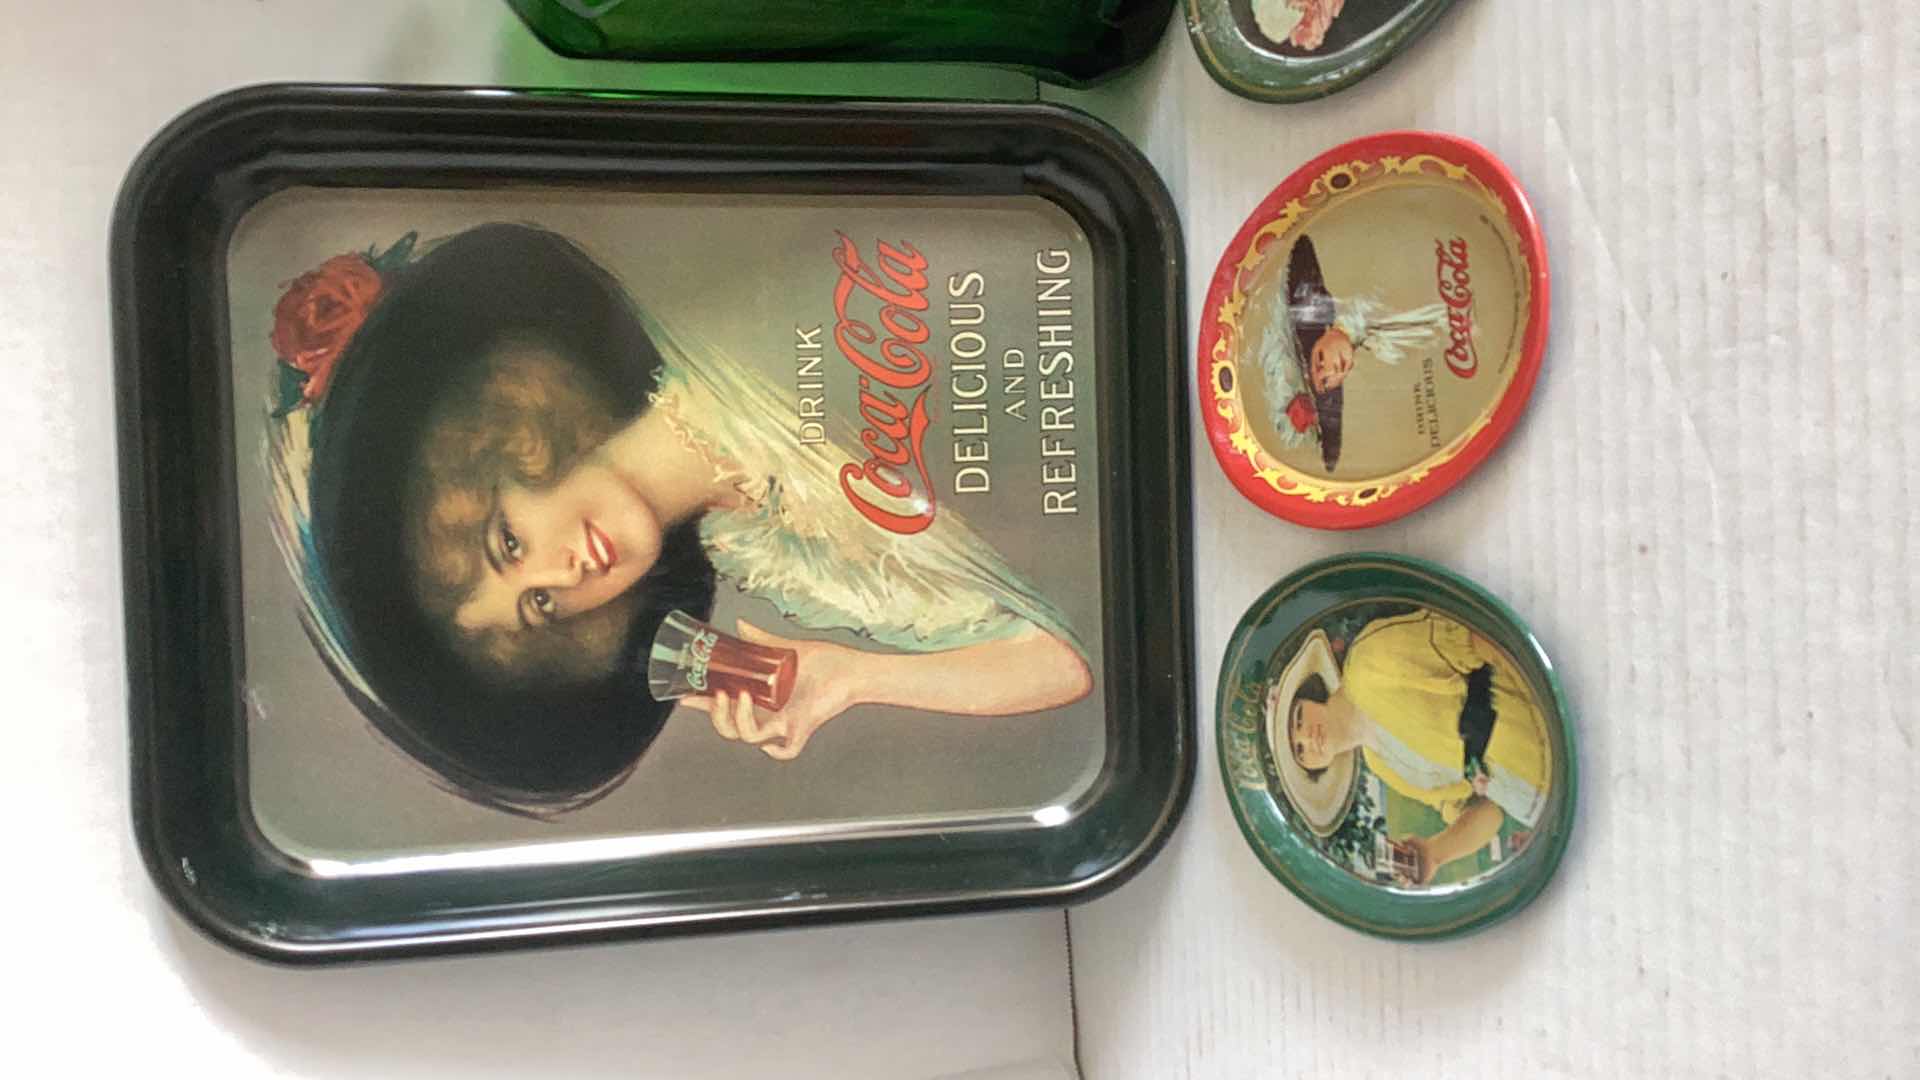 DRINK
Coca-Cola
DELICIOUS
AND
REFRESHING
Coca-Cola
DRINK
DELICIOUS
Coca-Cola
Coca-Cola